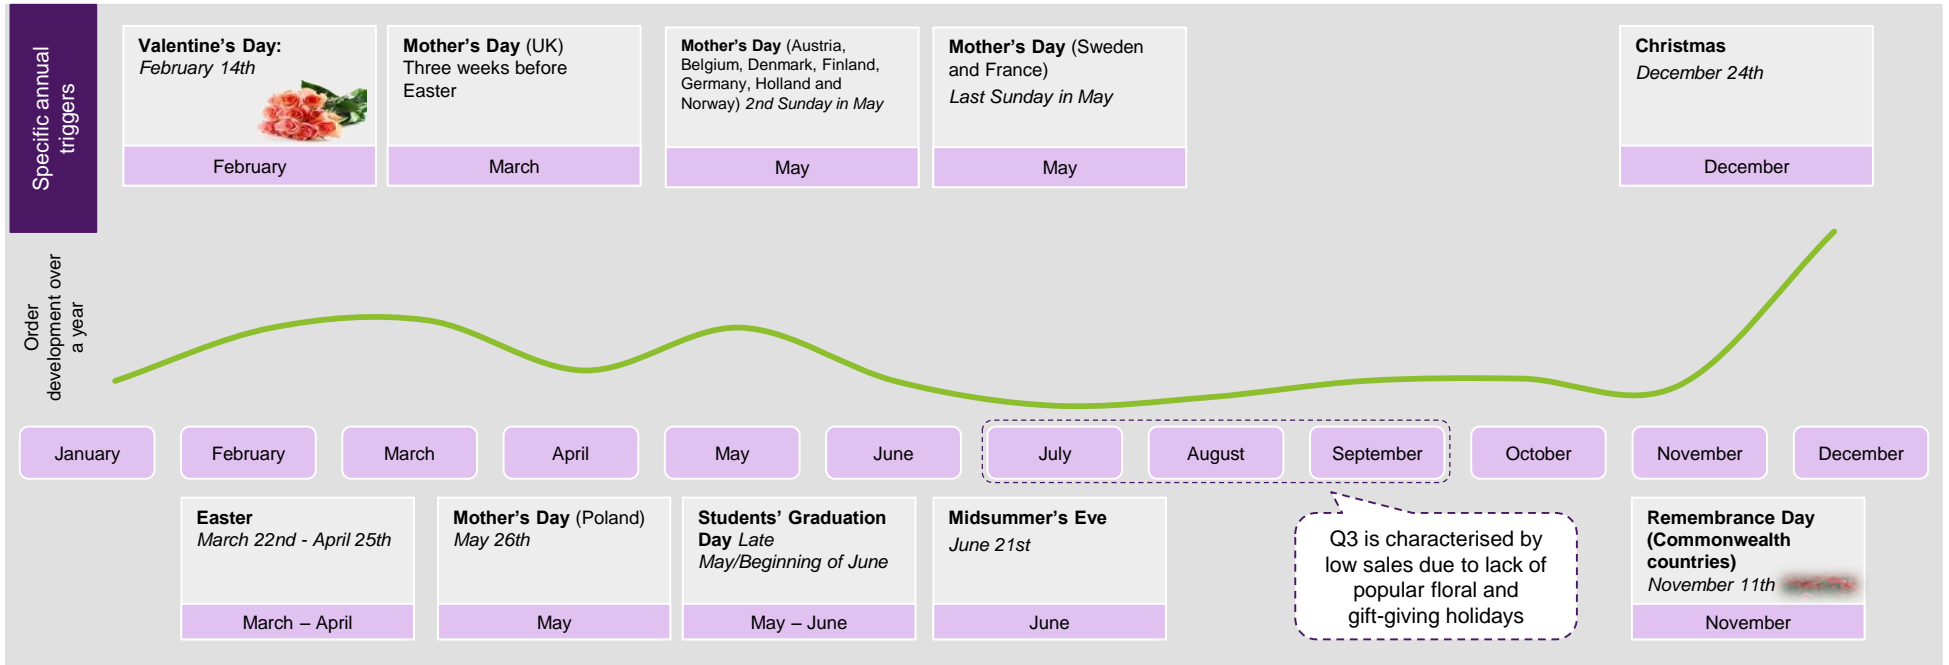 Specific annual
triggers
Valentine’s Day:
February 14th
February
Mother’s Day (UK)
Three weeks before
Easter
March
Mother’s Day (Austria,
Belgium, Denmark, Finland,
Germany, Holland and
Norway) 2nd Sunday in May
May
Mother’s Day (Sweden
and France)
Last Sunday in May
May
Christmas
December 24th
December
Order
development over
a year
January
February
March
April
May
June
July
August
September
October
November
December
Easter
March 22nd - April 25th
March – April
Mother’s Day (Poland)
May 26th
May
Students’ Graduation
Day Late
May/Beginning of June
May – June
Midsummer’s Eve
June 21st
June
Q3 is characterised by
low sales due to lack of
popular floral and
gift-giving holidays
Remembrance Day
(Commonwealth
countries)
November 11th
November